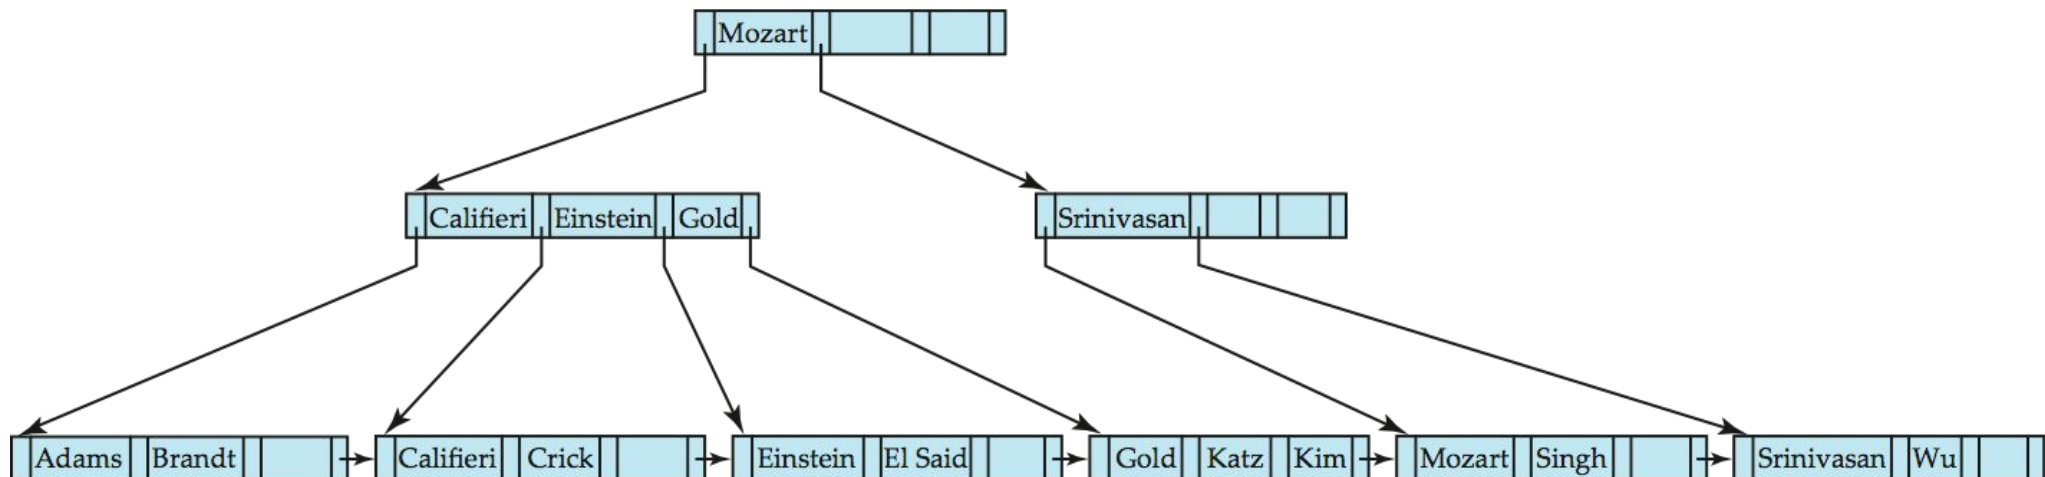 Mozart
Califieri Einstein Gold
Srinivasan
Adams Brandt
Califieri Crick
Einstein El Said
Gold Katz Kim
Mozart Singh
Srinivasan Wu